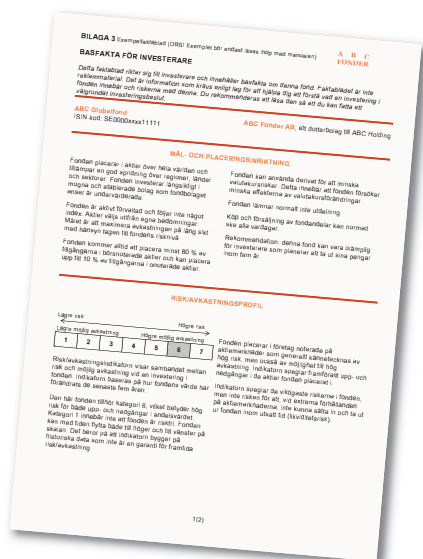 BILAGA 3 Exempelfaktablad (OBS! Exemplet bör endast läsas ihop med manualen)
A B C
FONDER
BASFAKTA FÖR INVESTERARE
Detta faktablad riktar sig till investerare och innehåller basfakta om denna fond. Faktabladet är inte
reklammaterial. Det är information som krävs enligt lag för att hjälpa dig att förstå vad en investering i
fonden innebär och riskerna med denna. Du rekommenderas att läsa den så att du kan fatta ett
välgrundat investeringsbeslut.
ABC Globalfond
ISIN-kod: SE0000xxxx11111
ABC Fonder AB, ett dotterbolag till ABC Holding
MÅL- OCH PLACERINGSINRIKTNING
Fonden placerar i aktier över hela världen och
tillämpar en god spridning över regioner, länder
och sektorer. Fonden investerar långsiktigt i
mogna och etablerade bolag som fondbolaget
anser är undervärderade.
Fonden är aktivt förvaltad och följer inte något
index. Aktier väljs utifrån egna bedömningar.
Målet är att maximera avkastningen på lång sikt
med hänsyn tagen till fondens risknivå.
Fonden kommer alltid att placera minst 80 % av
tillgångarna i börsnoterade aktier och kan placera
upp till 10 % av tillgångarna i onoterade aktier.
Fonden kan använda derivat för att minska
valutakursrisker. Detta innebär att fonden försöker
minska effekterna av valutakursförändringar.
Fonden lämnar normalt inte utdelning.
Köp och försäljning av fondandelar kan normalt
ske alla vardagar.
Rekommendation: denna fond kan vara olämplig
för investerare som planerar att ta ut sina pengar
inom fem år.
RISK/AVKASTNINGSPROFIL
Lägre risk
Högre risk
Lägre möjlig avkastning
Högre möjlig avkastning
1 2 3 4 5 6 7
Risk/avkastningsindikatorn visar sambandet mellan
risk och möjlig avkastning vid en investering i
fonden. Indikatorn baseras på hur fondens värde har
förändrats de senaste fem åren.
Den här fonden tillhör kategori 6, vilket betyder hög
risk för både upp- och nedgångar i andelsvärdet.
Kategori 1 innebär inte att fonden är riskfri. Fonden
kan med tiden flytta både till höger och till vänster på
skalan. Det beror på att indikatorn bygger på
historiska data som inte är en garanti för framtida
risk/avkastning.
Fonden placerar i företag noterade på
aktiemarknader som generellt kännetecknas av
hög risk, men också av möjlighet till hög
avkastning. Indikatorn speglar framförallt upp- och
nedgångar i de aktier fonden placerat i.
Indikatorn speglar de viktigaste riskerna i fonden,
men inte risken för att, vid extrema förhållanden
på aktiemarknaderna, inte kunna sätta in och ta ut
ur fonden inom utsatt tid (likviditetsrisk).
1(2)